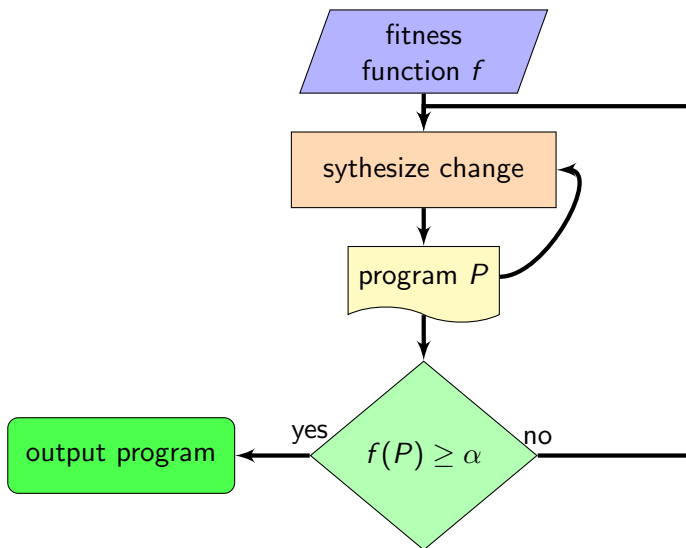 fitness
function f
sythesize change
program P
yes
no
f(P) ≥ α
output program